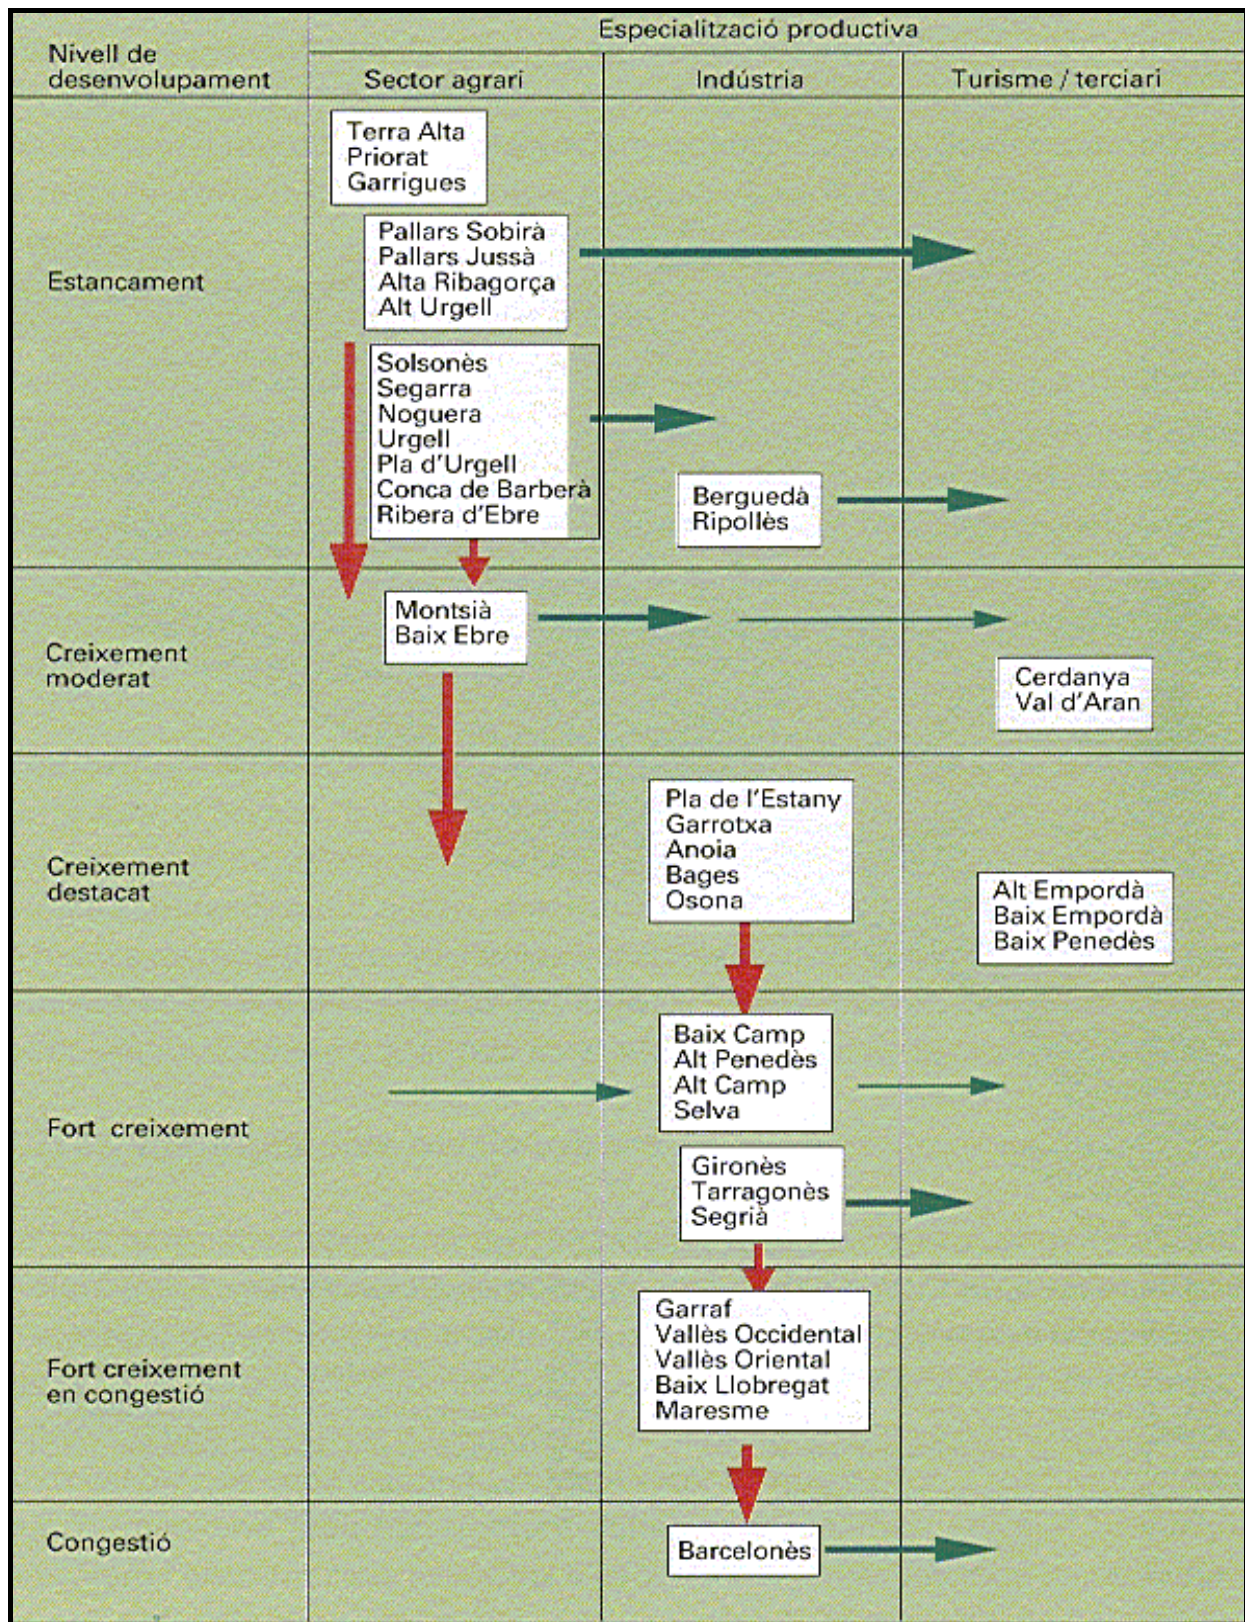 Nivell de
desenvolupament
Especialització productiva
Sector agrari
Indústria
Turisme / terciari
Estancament
Terra Alta
Priorat
Garrigues
Pallars Sobirà
Pallars Jussà
Alta Ribagorça
Alt Urgell
Solsonès
Segarra
Noguera
Urgell
Pla d'Urgell
Conca de Barberà
Ribera d'Ebre
Berguedà
Ripollès
Creixement
moderat
Montsià
Baix Ebre
Cerdanya
Val d'Aran
Creixement
destacat
Pla de l'Estany
Garrotxa
Anoia
Bages
Osona
Alt Empordà
Baix Empordà
Baix Penedès
Fort creixement
Baix Camp
Alt Penedès
Alt Camp
Selva
Gironès
Tarragonès
Segrià
Fort creixement
en congestió
Garraf
Vallès Occidental
Vallès Oriental
Baix Llobregat
Maresme
Congestió
Barcelonès